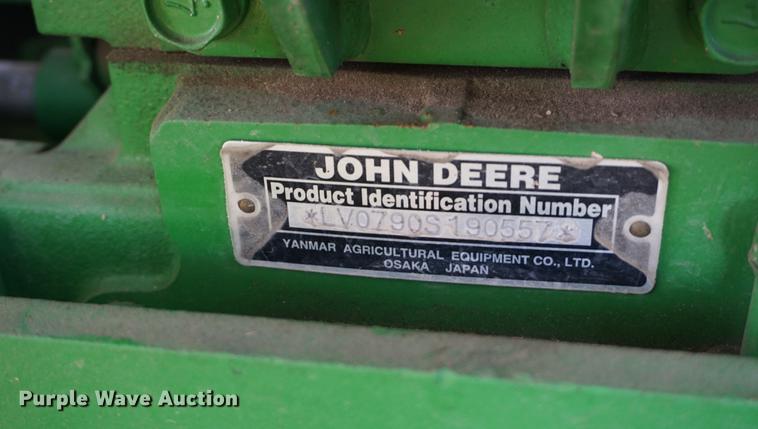 JOHN DEERE
Product Identification Number
*LV0790S190557*
YANMAR AGRICULTURAL EQUIPMENT CO., LTD.
OSAKA JAPAN
Purple Wave Auction